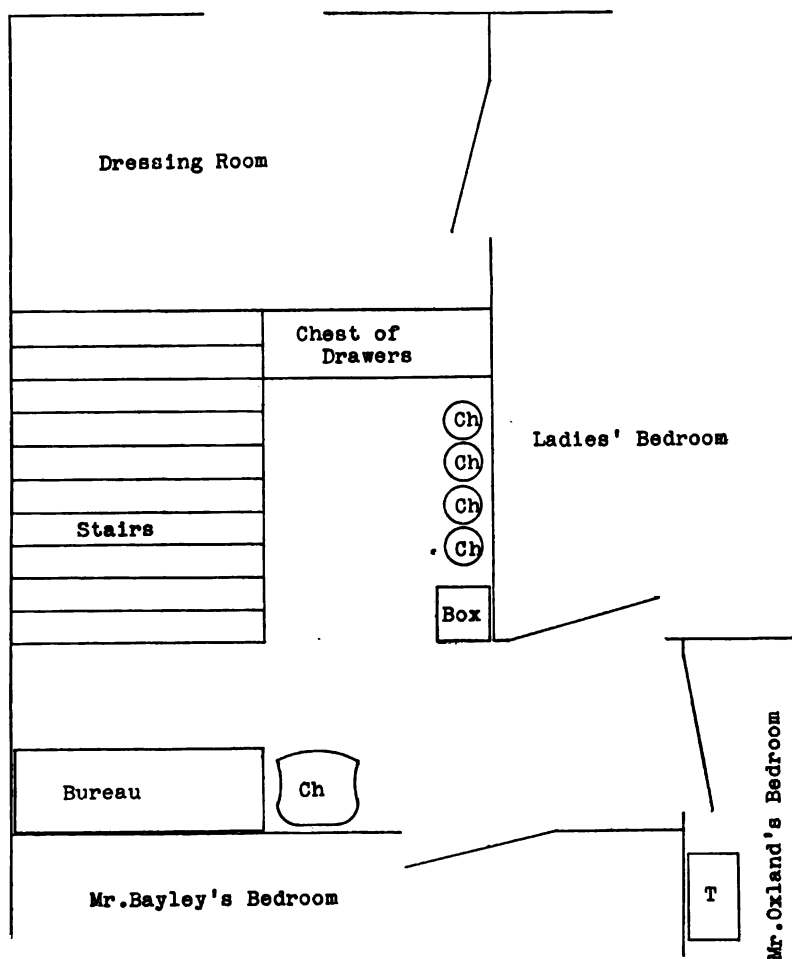 Dressing Room
Chest of
Drawers
Ch
Ch
Ch
Ch
Ladies' Bedroom
Stairs
Box
Bureau
Ch
Mr.Bayley's Bedroom
T
Mr.Oxland's Bedroom